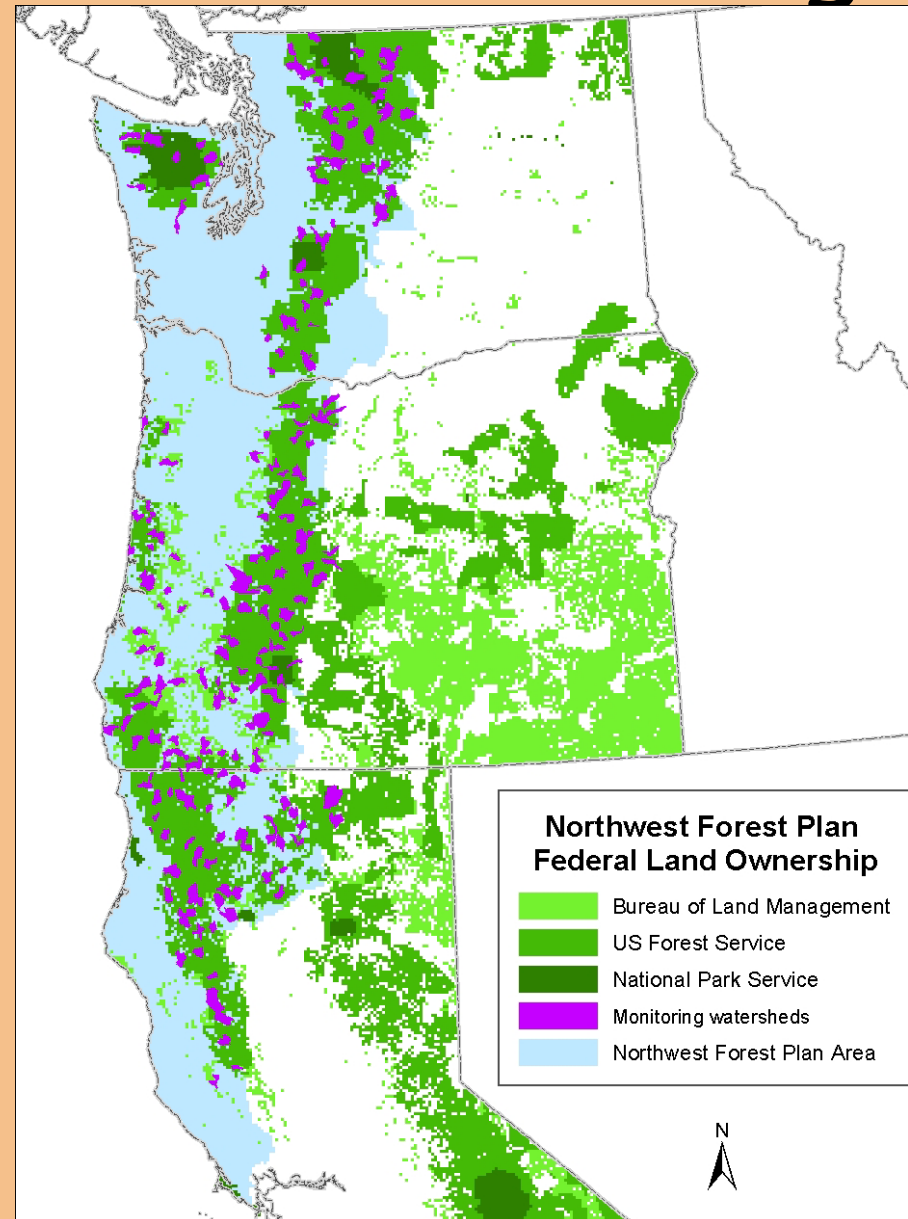 Northwest Forest Plan
Federal Land Ownership
Bureau of Land Management
US Forest Service
National Park Service
Monitoring watersheds
Northwest Forest Plan Area
N